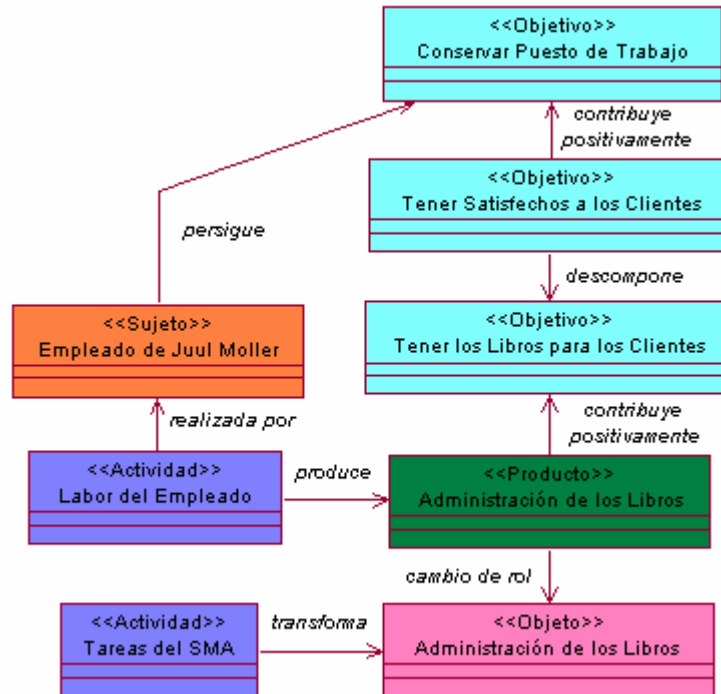 <<Objetivo>>
Conservar Puesto de Trabajo
contribuye
positivamente
<<Objetivo>>
Tener Satisfechos a los Clientes
persigue
descompone
<<Sujeto>>
Empleado de Juul Moller
<<Objetivo>>
Tener los Libros para los Clientes
realizada por
contribuye
positivamente
<<Actividad>>
Labor del Empleado
produce
<<Producto>>
Administración de los Libros
cambio de rol
<<Actividad>>
Tareas del SMA
transforma
<<Objeto>>
Administración de los Libros